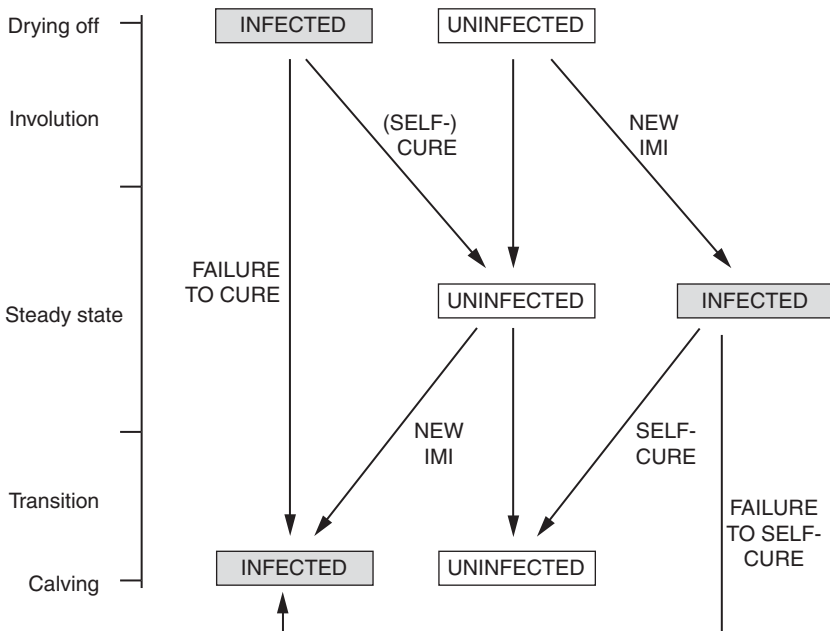 Drying off
INFECTED
UNINFECTED
Involution
(SELF-)
CURE
NEW
IMI
FAILURE
TO CURE
Steady state
UNINFECTED
INFECTED
NEW
IMI
SELF-
CURE
Transition
FAILURE
TO SELF-
CURE
Calving
INFECTED
UNINFECTED